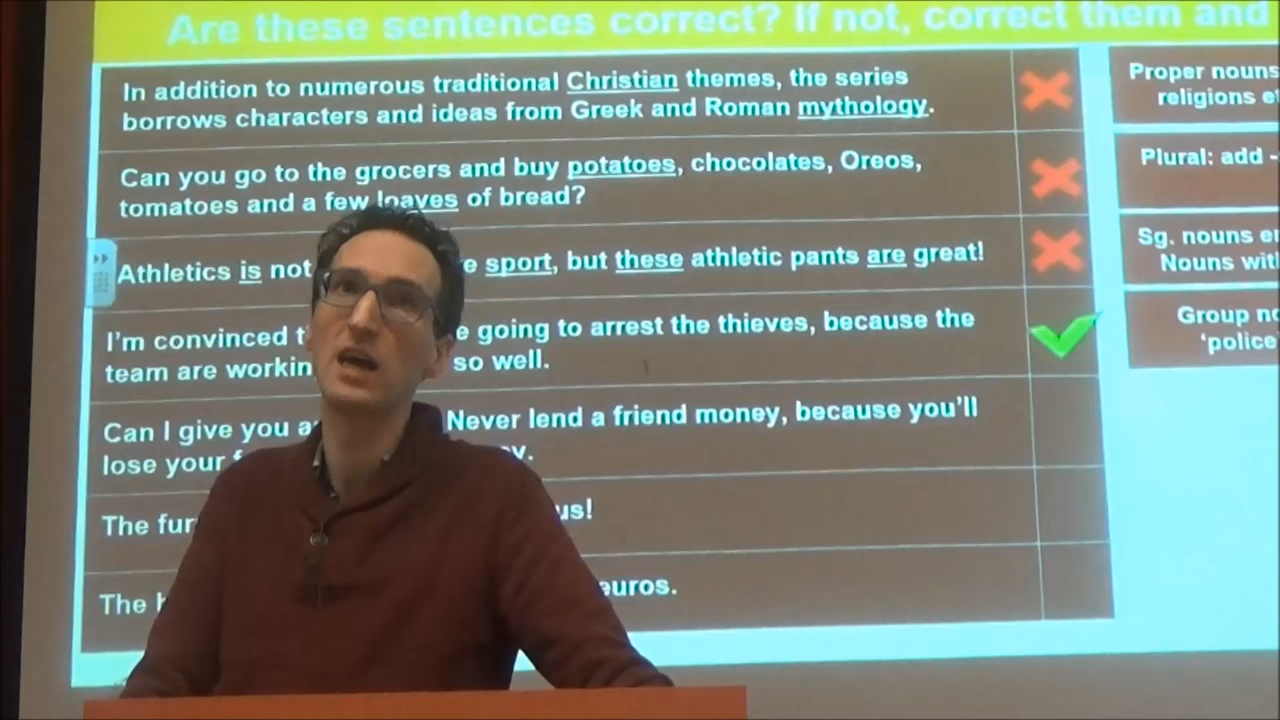 Are these sentences correct? If not, correct them and
In addition to numerous traditional Christian themes, the series
borrows characters and ideas from Greek and Roman mythology.
Can you go to the grocers and buy potatoes, chocolates, Oreos,
tomatoes and a few loaves of bread?
Athletics is not e sport, but these athletic pants are great!
I'm convinced t e going to arrest the thieves, because the
team are workin so well.
Can I give you a Never lend a friend money, because you'll
lose your f y.
The fur us!
The h euros.
Proper nouns
religions et
Plural: add -
Sg. nouns en
Nouns with
Group no
'police